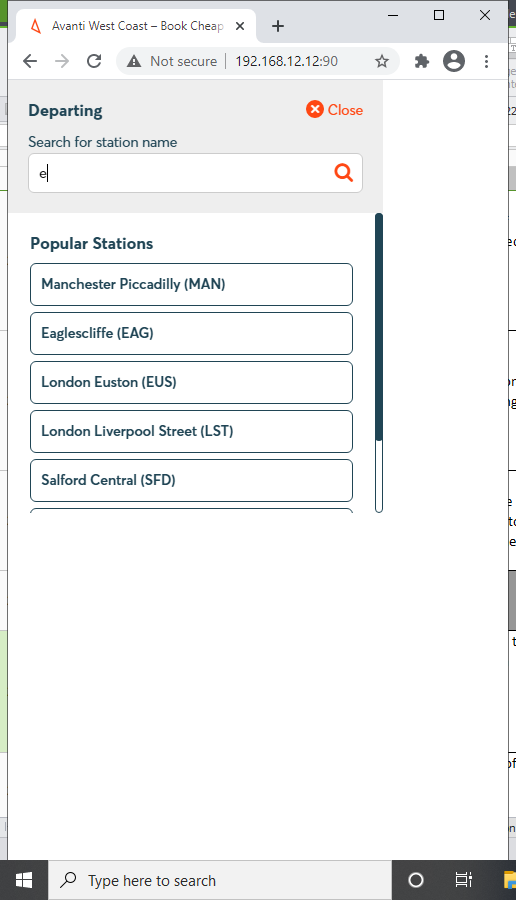 Avanti West Coast – Book Cheap
Not secure | 192.168.12.12:90
Departing
Close
Search for station name
e
Popular Stations
Manchester Piccadilly (MAN)
Eaglescliffe (EAG)
London Euston (EUS)
London Liverpool Street (LST)
Salford Central (SFD)
Type here to search